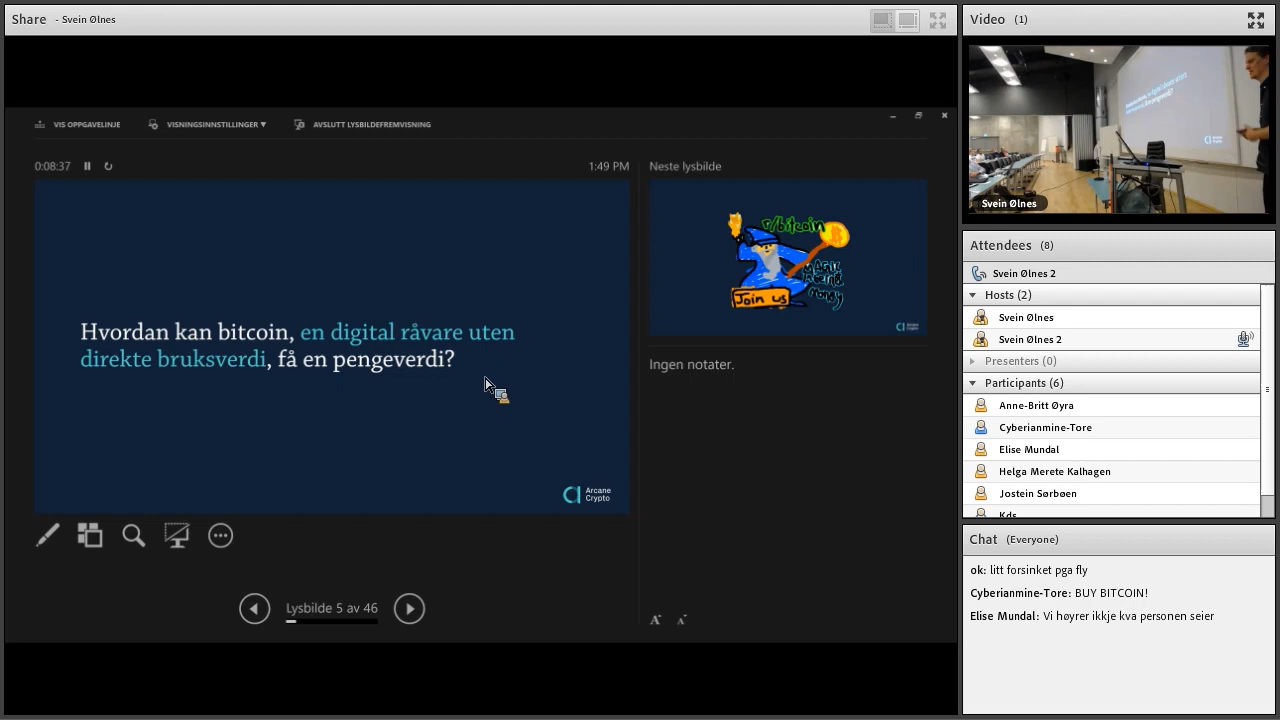 Share - Svein Ølnes
VIS OPPGAVELINJE
VISNINGSINNSTILLINGER
AVSLUTT LYSBILDEFREMVISNING
0:08:37
1:49 PM
Hvordan kan bitcoin, en digital råvare uten
direkte bruksverdi, få en pengeverdi?
Arcane
Crypto
Lysbilde 5 av 46
Neste lysbilde
r/bitcoin
MAGIC
Money
Join us
Ingen notater.
A A
Video (1)
Svein Ølnes
Attendees (8)
Svein Ølnes 2
Hosts (2)
Svein Ølnes
Svein Ølnes 2
Presenters (0)
Participants (6)
Anne-Britt Øyra
Cyberianmine-Tore
Elise Mundal
Helga Merete Kalhagen
Jostein Sørbøen
Kds
Chat (Everyone)
ok: litt forsinket pga fly
Cyberianmine-Tore: BUY BITCOIN!
Elise Mundal: Vi høyrer ikkje kva personen seier